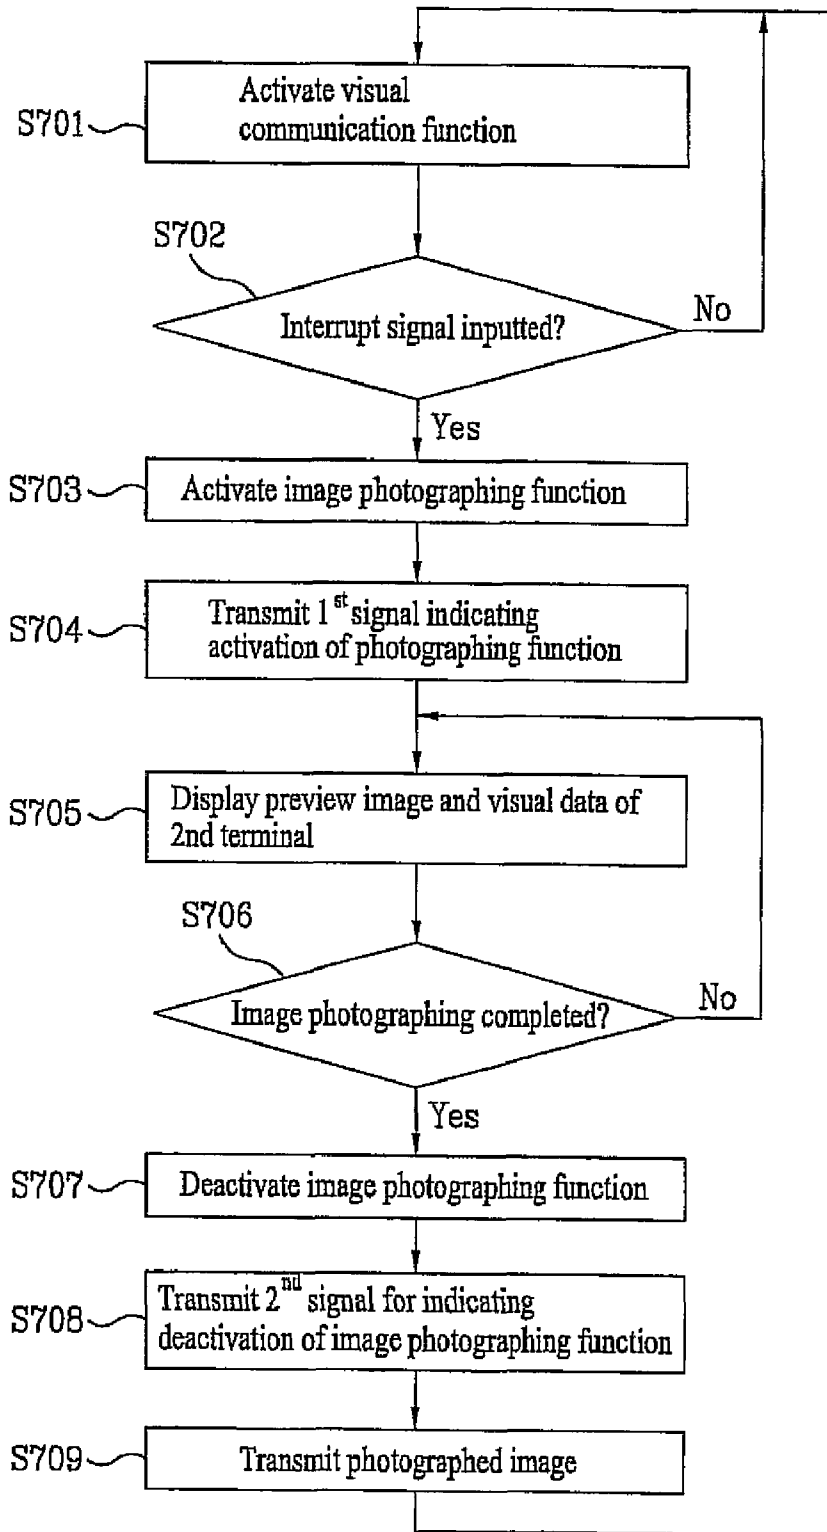 S701
Activate visual
communication function
S702
Interrupt signal inputted?
No
Yes
S703
Activate image photographing function
S704
Transmit 1st signal indicating
activation of photographing function
S705
Display preview image and visual data of
2nd terminal
S706
Image photographing completed?
No
Yes
S707
Deactivate image photographing function
S708
Transmit 2nd signal for indicating
deactivation of image photographing function
S709
Transmit photographed image